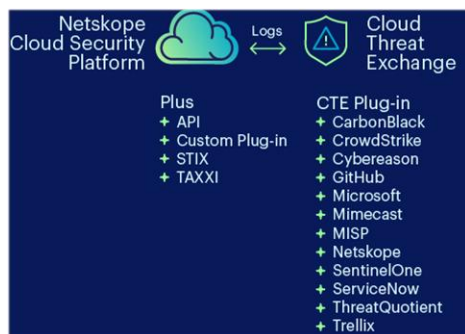 Netskope
Cloud Security
Platform
Logs
Cloud
Threat
Exchange
Plus
+ API
+ Custom Plug-in
+ STIX
+ TAXXI
CTE Plug-in
+ CarbonBlack
+ CrowdStrike
+ Cybereason
+ GitHub
+ Microsoft
+ Mimecast
+ MISP
+ Netskope
+ SentinelOne
+ ServiceNow
+ ThreatQuotient
+ Trellix